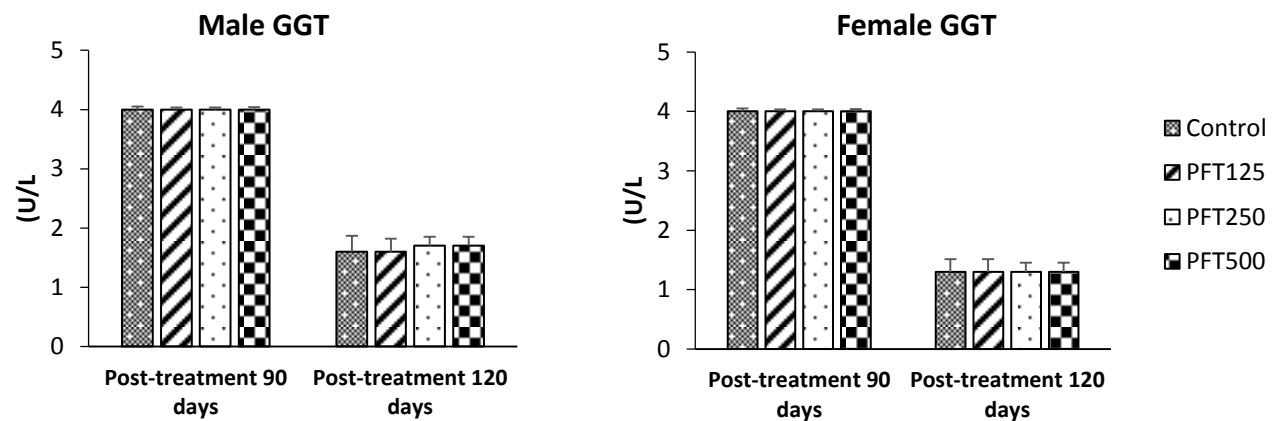 Male GGT
5
4
3
2
1
0
(U/L
Post-treatment 90
days
Post-treatment 120
days
Female GGT
5
4
3
2
1
0
(U/L
Post-treatment 90
days
Post-treatment 120
days
Control
PFT125
PFT250
PFT500